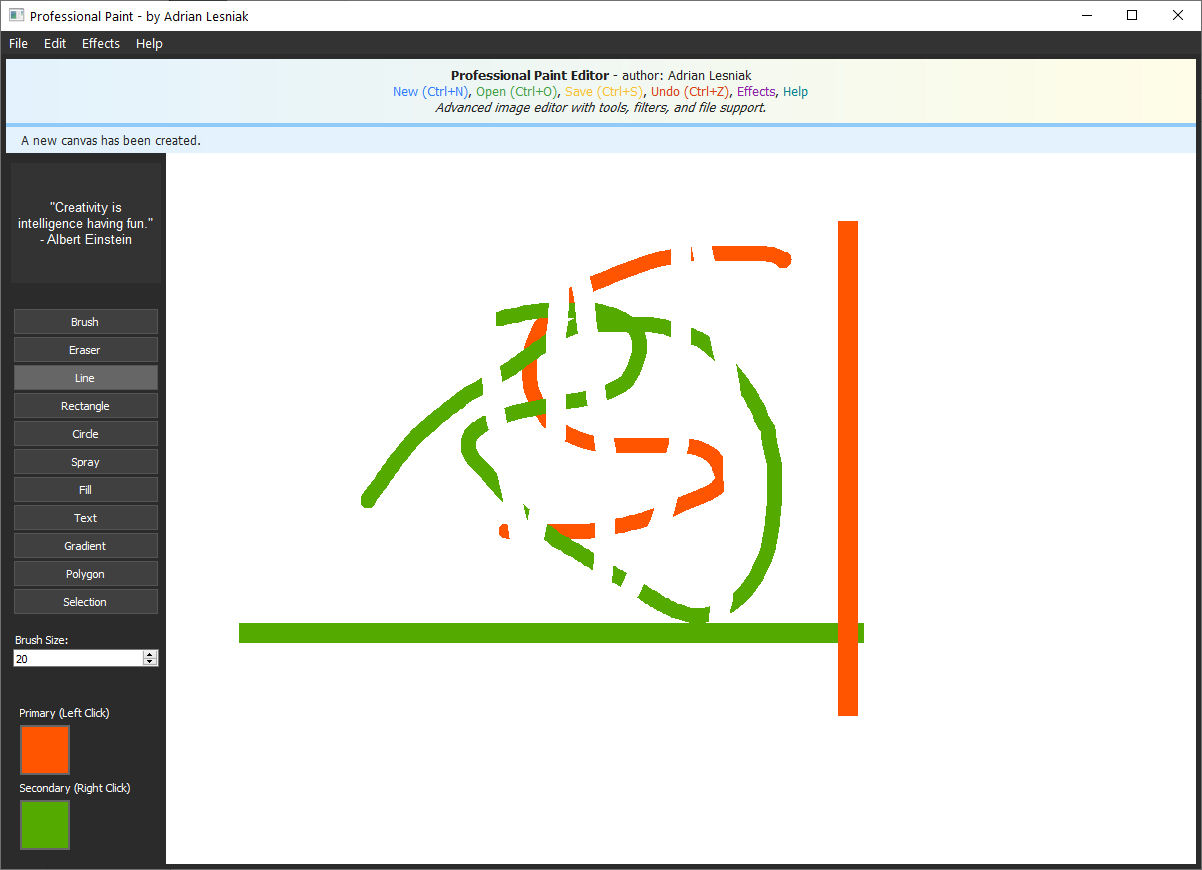 Professional Paint - by Adrian Lesniak
File Edit Effects Help
Professional Paint Editor - author: Adrian Lesniak
New (Ctrl+N), Open (Ctrl+O), Save (Ctrl+S), Undo (Ctrl+Z), Effects, Help
Advanced image editor with tools, filters, and file support.
A new canvas has been created.
"Creativity is
intelligence having fun."
- Albert Einstein
Brush
Eraser
Line
Rectangle
Circle
Spray
Fill
Text
Gradient
Polygon
Selection
Brush Size:
20
Primary (Left Click)
Secondary (Right Click)